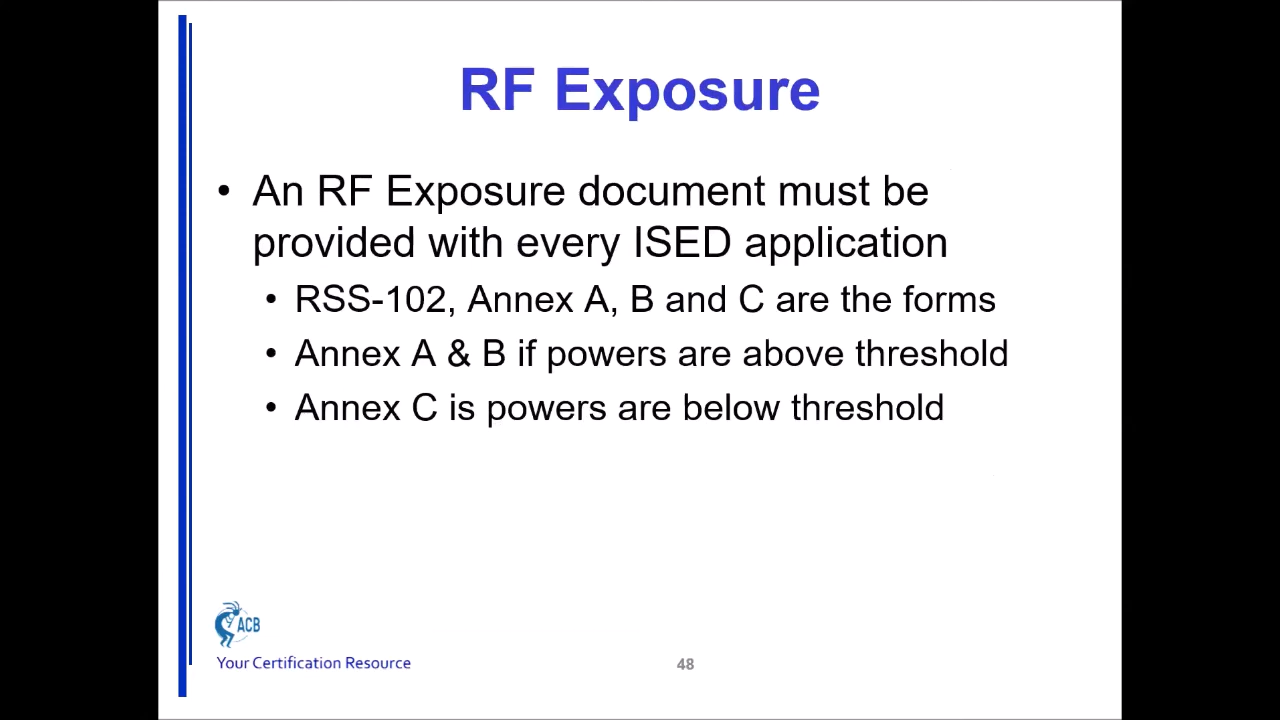 RF Exposure
• An RF Exposure document must be
provided with every ISED application
• RSS-102, Annex A, B and C are the forms
• Annex A & B if powers are above threshold
• Annex C is powers are below threshold
ACB
Your Certification Resource
48